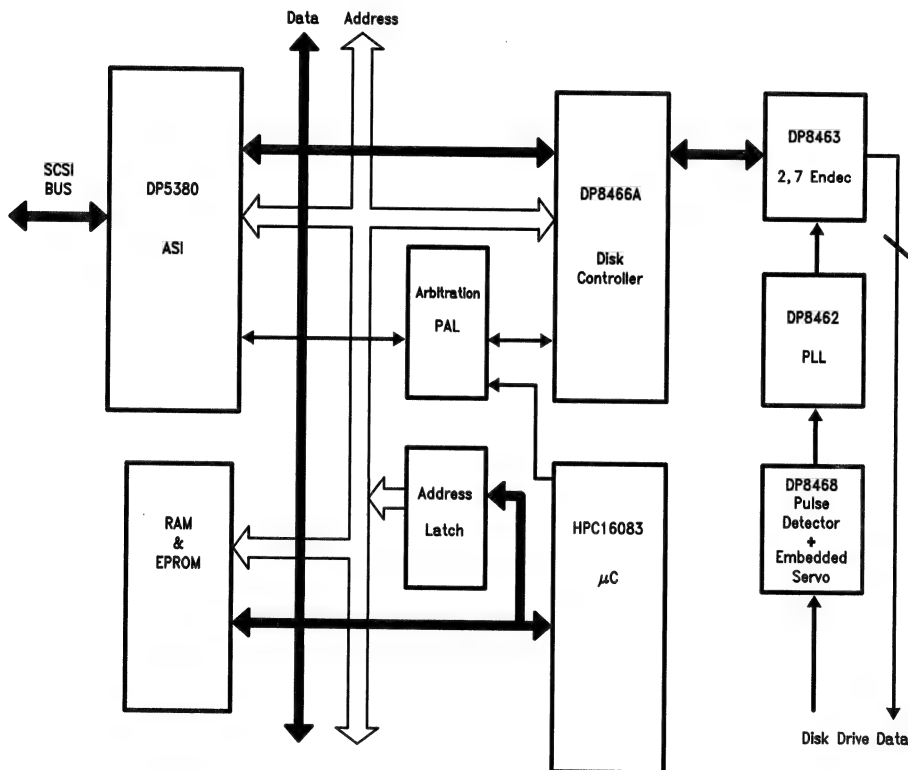 Data
Address
SCSI
BUS
DP5380
ASI
DP8466A
Disk
Controller
DP8463
2,7 Endec
Arbitration
PAL
DP8462
PLL
RAM
&
EPROM
Address
Latch
HPC16083
μC
DP8468
Pulse
Detector
+
Embedded
Servo
Disk Drive Data